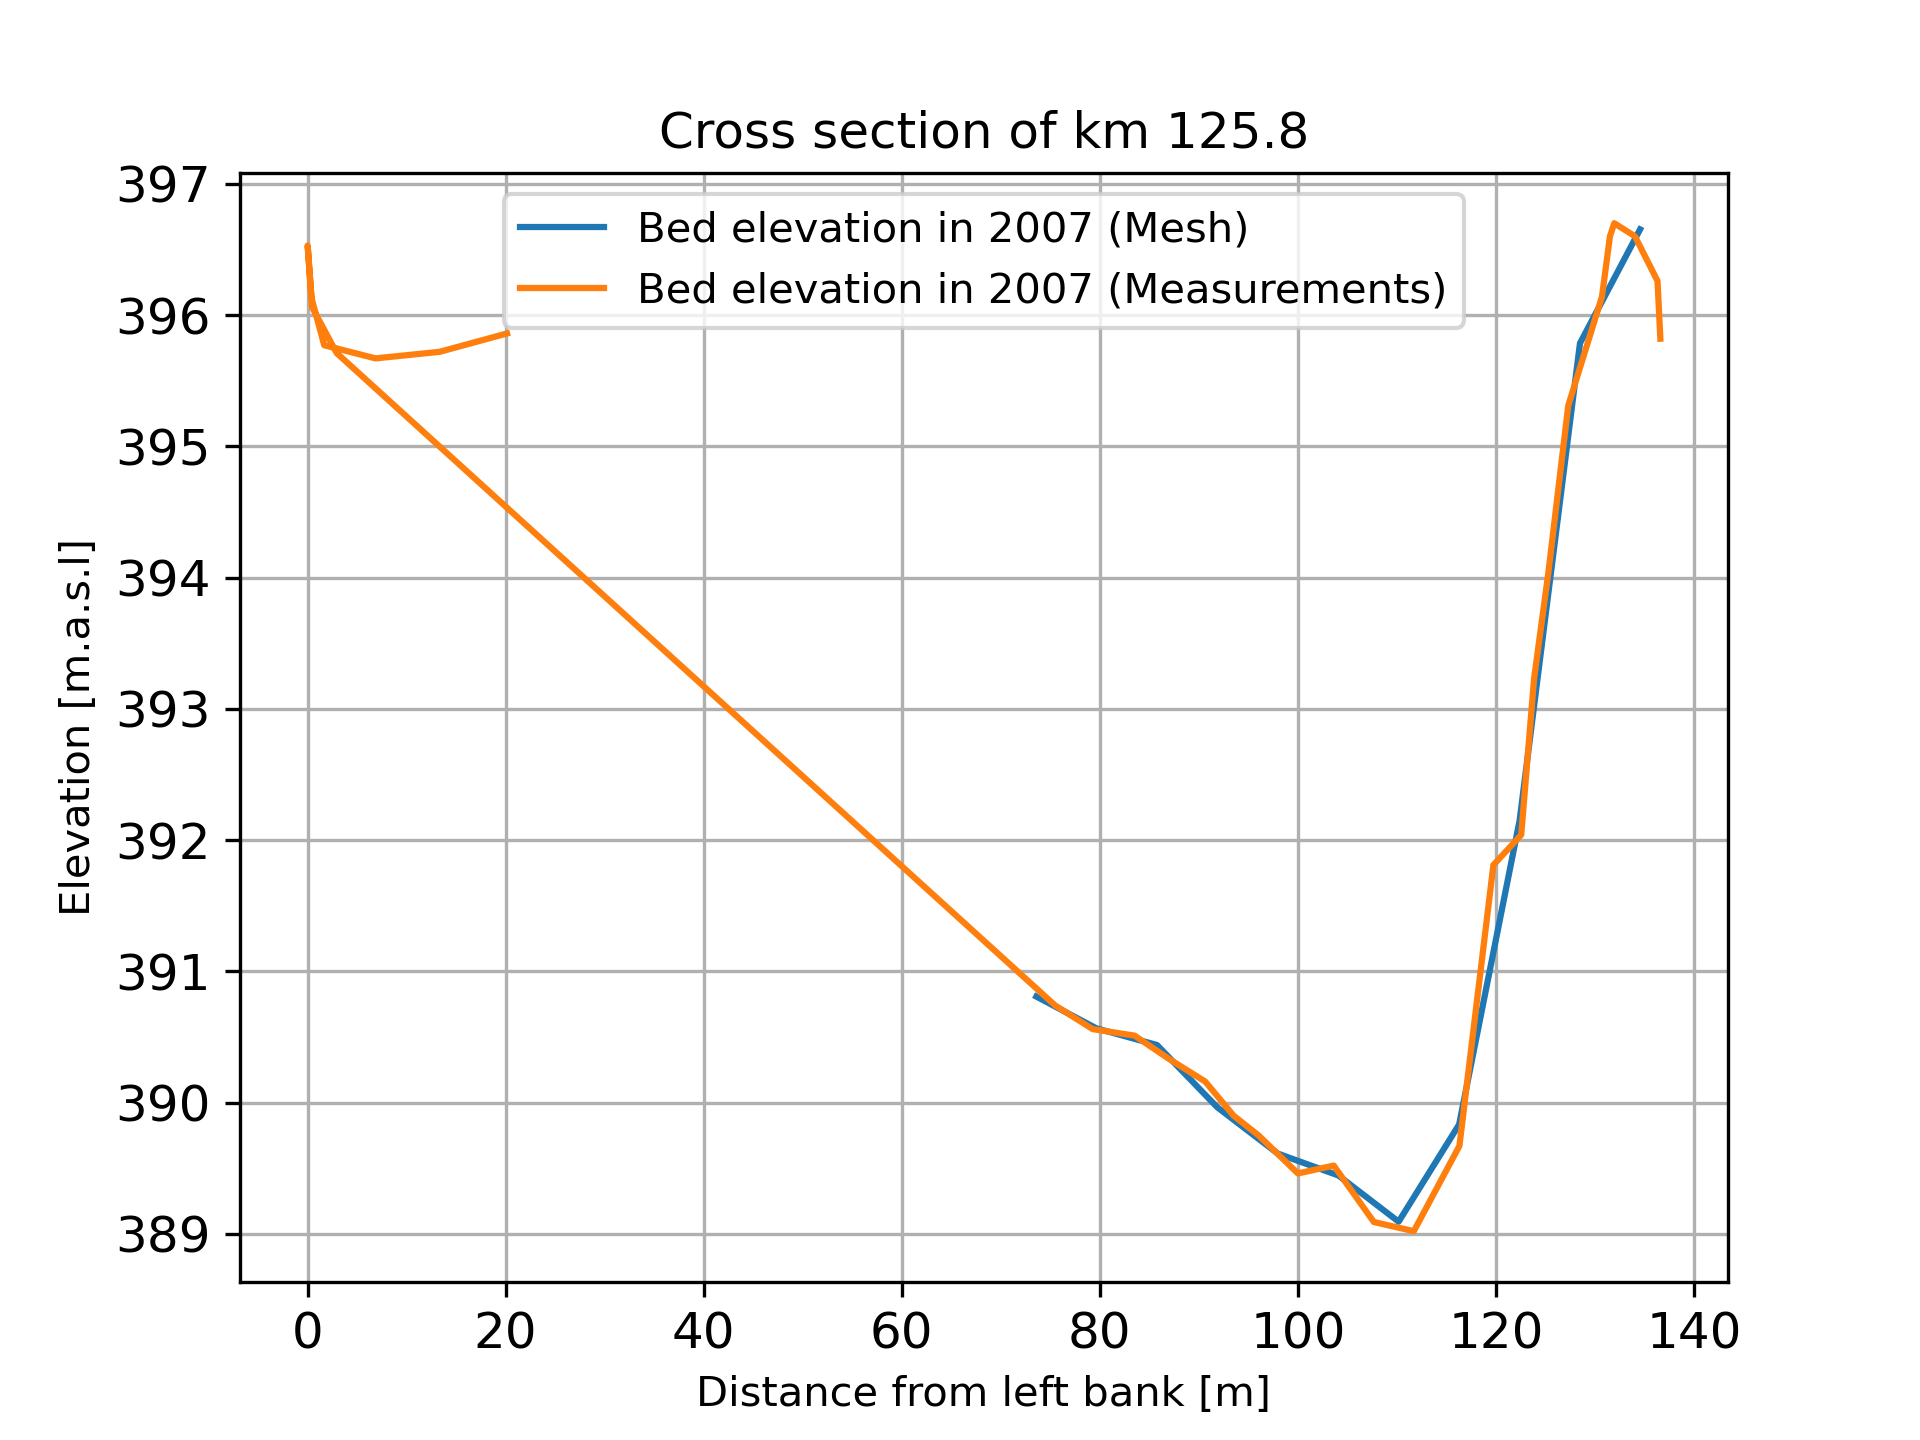 Cross section of km 125.8
Bed elevation in 2007 (Mesh)
Bed elevation in 2007 (Measurements)
Elevation [m.a.s.l]
397
396
395
394
393
392
391
390
389
0 20 40 60 80 100 120 140
Distance from left bank [m]